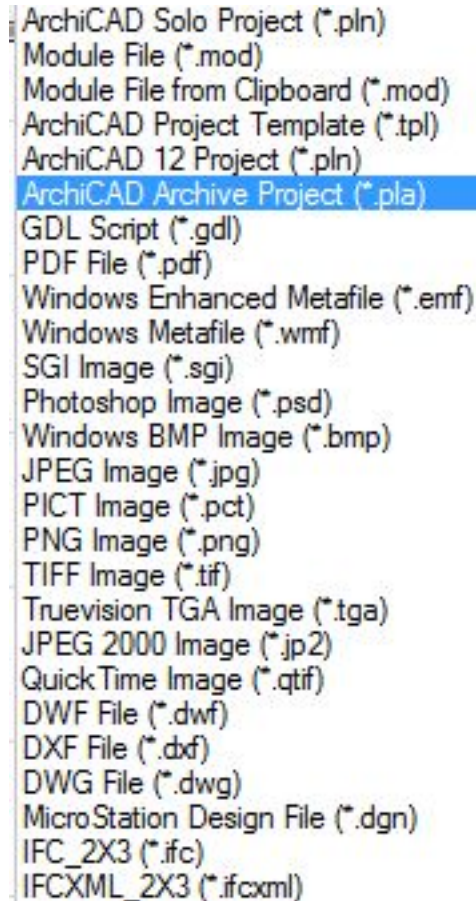 ArchiCAD Solo Project (*.pln)
Module File (*.mod)
Module File from Clipboard (*.mod)
ArchiCAD Project Template (*.tpl)
ArchiCAD 12 Project (*.pln)
ArchiCAD Archive Project (*.pla)
GDL Script (*.gdl)
PDF File (*.pdf)
Windows Enhanced Metafile (*.emf)
Windows Metafile (*.wmf)
SGI Image (*.sgi)
Photoshop Image (*.psd)
Windows BMP Image (*.bmp)
JPEG Image (*.jpg)
PICT Image (*.pct)
PNG Image (*.png)
TIFF Image (*.tif)
Truevision TGA Image (*.tga)
JPEG 2000 Image (*.jp2)
QuickTime Image (*.qtif)
DWF File (*.dwf)
DXF File (*.dxf)
DWG File (*.dwg)
MicroStation Design File (*.dgn)
IFC_2X3 (*.ifc)
IFCXML_2X3 (*.ifcxml)